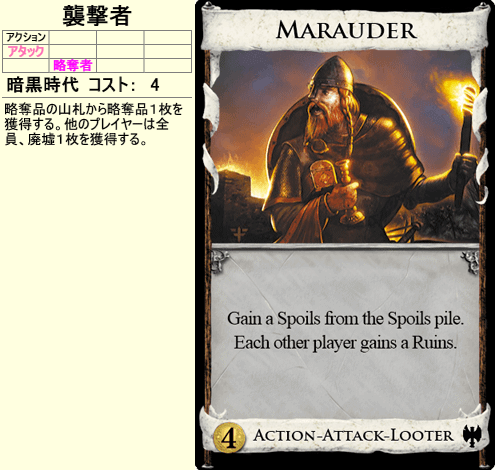 襲撃者
アクション
アタック
略奪者
暗黒時代 コスト： 4
略奪品の山札から略奪品１枚を
獲得する。他のプレイヤーは全
員、廃墟１枚を獲得する。
MARAUDER
Gain a Spoils from the Spoils pile.
Each other player gains a Ruins.
4 ACTION-ATTACK-LOOTER